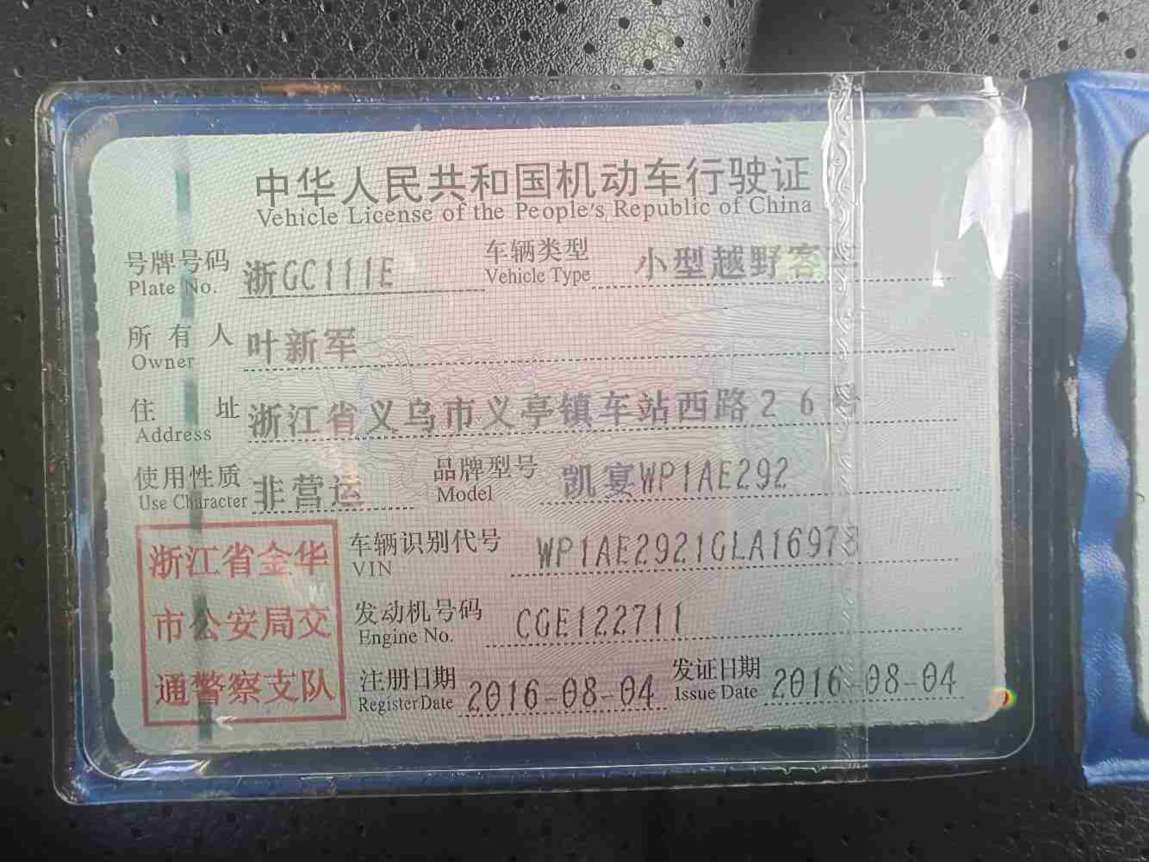 中华人民共和国机动车行驶证
Vehicle License of the People's Republic of China
号牌号码 浙GC111E 车辆类型 小型越野客车
Plate No. Vehicle Type
所有人 叶新军
Owner
住址 浙江省义乌市义亭镇车站西路26号
Address
使用性质 非营运 品牌型号 凯宴WP1AE292
Use Character Model
浙江省金华
市公安局交
通警察支队
车辆识别代号 WP1AE2921GLA16973
VIN
发动机号码 CGE122711
Engine No.
注册日期 2016-08-04 发证日期 2016-08-04
Register Date Issue Date